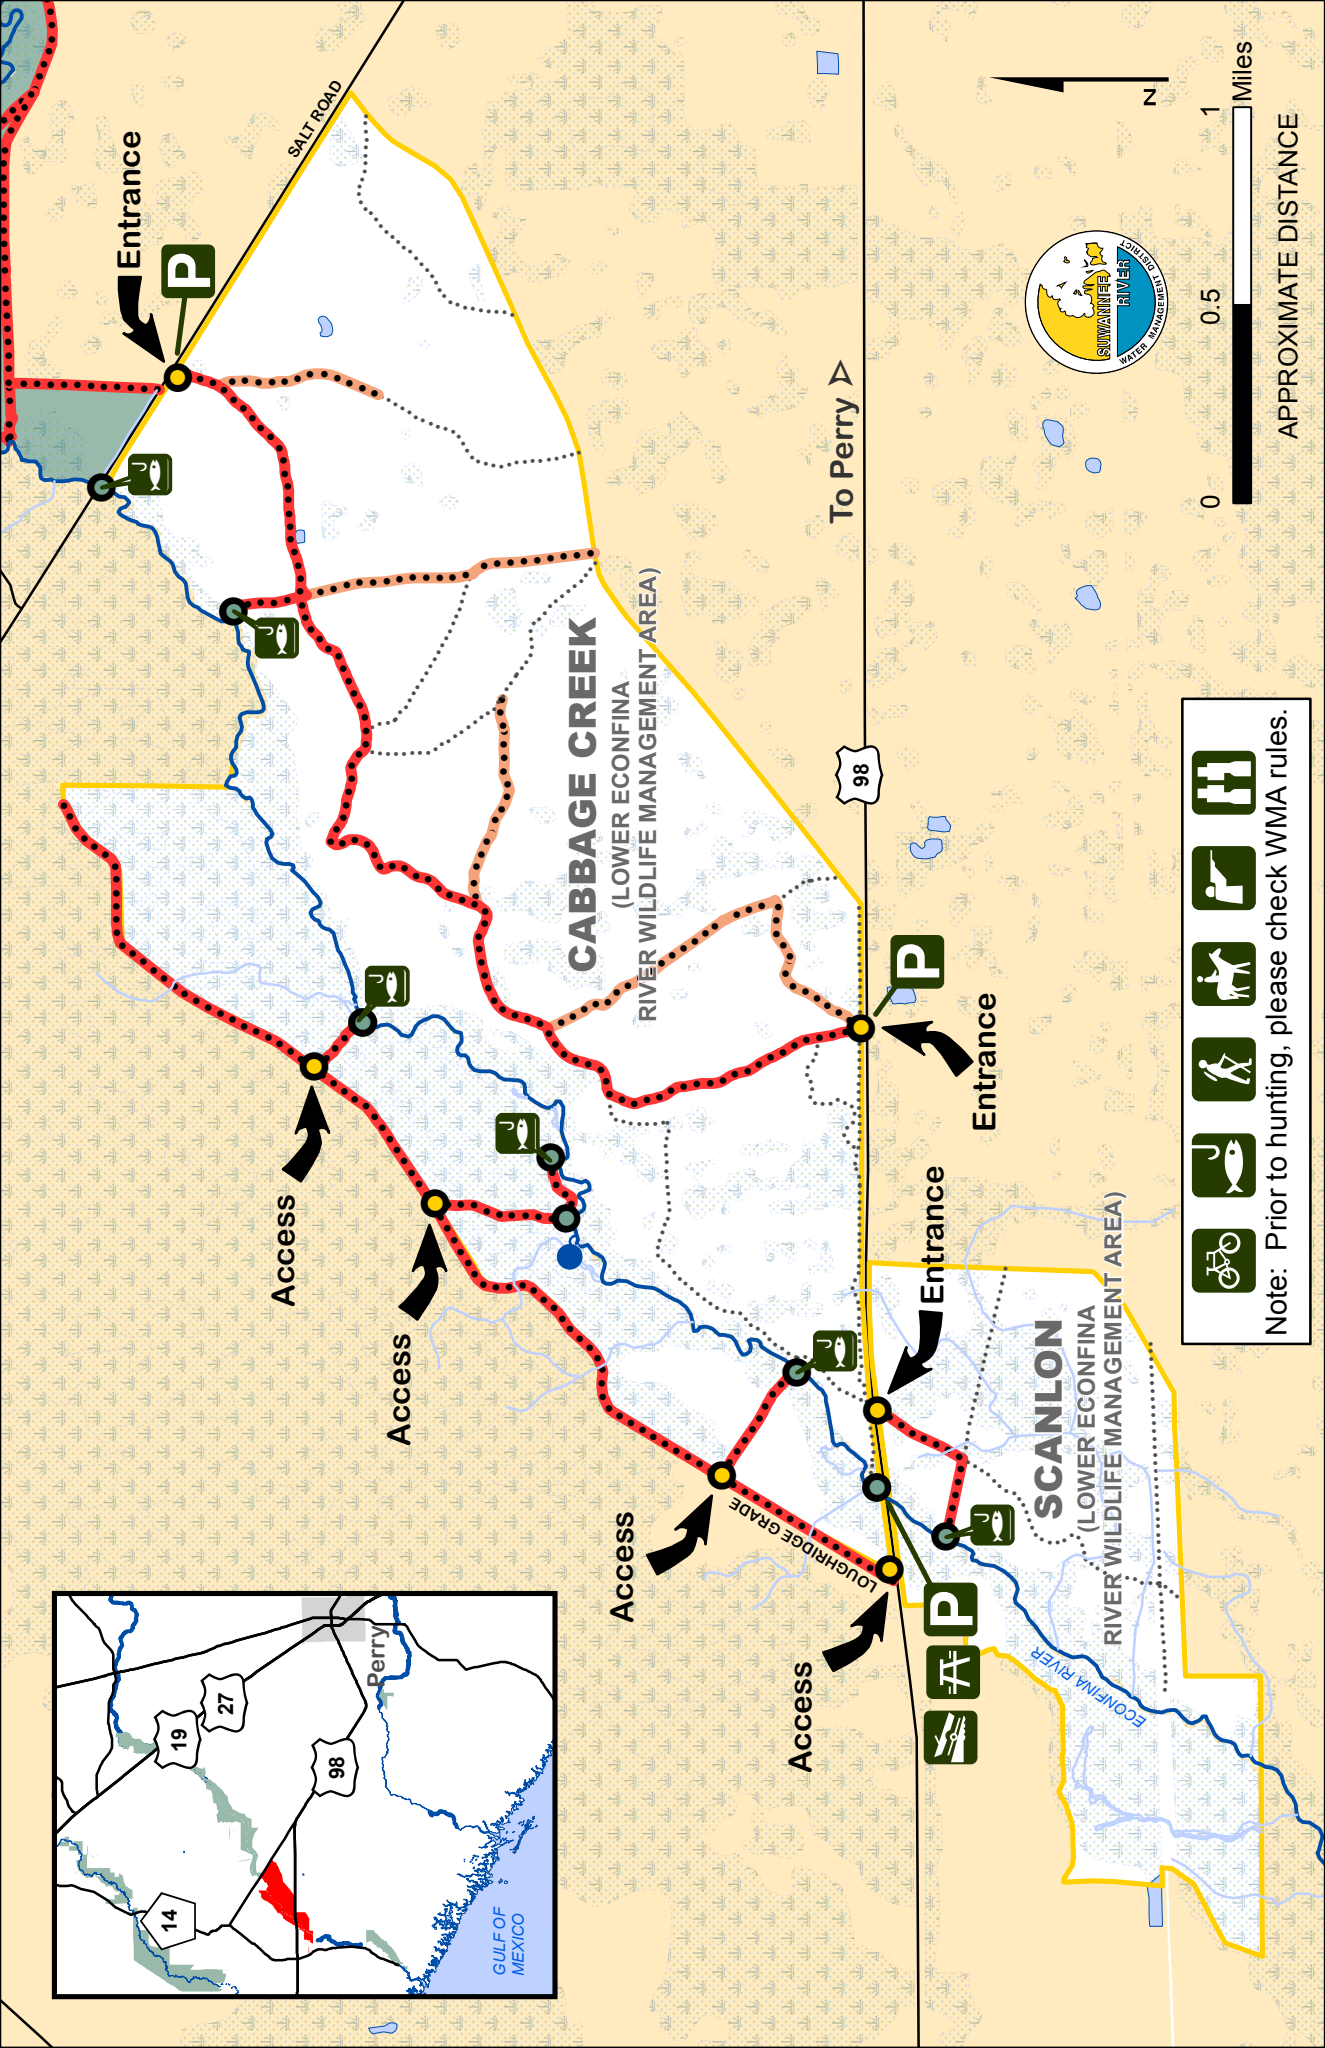 GULF OF
MEXICO
14
19
27
98
Perry
Access
Access
Access
Access
LOUGHRIDGE GRADE
Entrance
P
SALT ROAD
CABBAGE CREEK
(LOWER ECONFINA
RIVER WILDLIFE MANAGEMENT AREA)
To Perry
98
P
Entrance
Entrance
P
SCANLON
(LOWER ECONFINA
RIVER WILDLIFE MANAGEMENT AREA)
ECONFINA RIVER
Note: Prior to hunting, please check WMA rules.
SUWANNEE
RIVER
WATER MANAGEMENT DISTRICT
N
0 0.5 1
Miles
APPROXIMATE DISTANCE